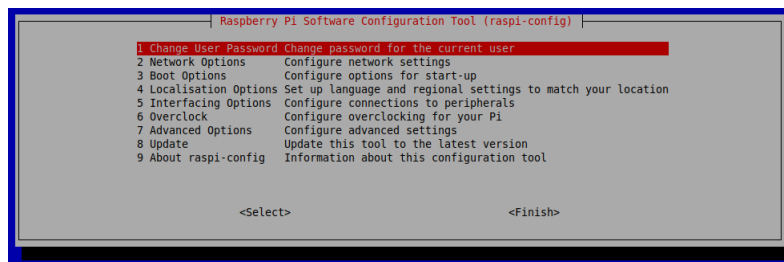 Raspberry Pi Software Configuration Tool (raspi-config)
1 Change User Password Change password for the current user
2 Network Options Configure network settings
3 Boot Options Configure options for start-up
4 Localisation Options Set up language and regional settings to match your location
5 Interfacing Options Configure connections to peripherals
6 Overclock Configure overclocking for your Pi
7 Advanced Options Configure advanced settings
8 Update Update this tool to the latest version
9 About raspi-config Information about this configuration tool
<Select> <Finish>